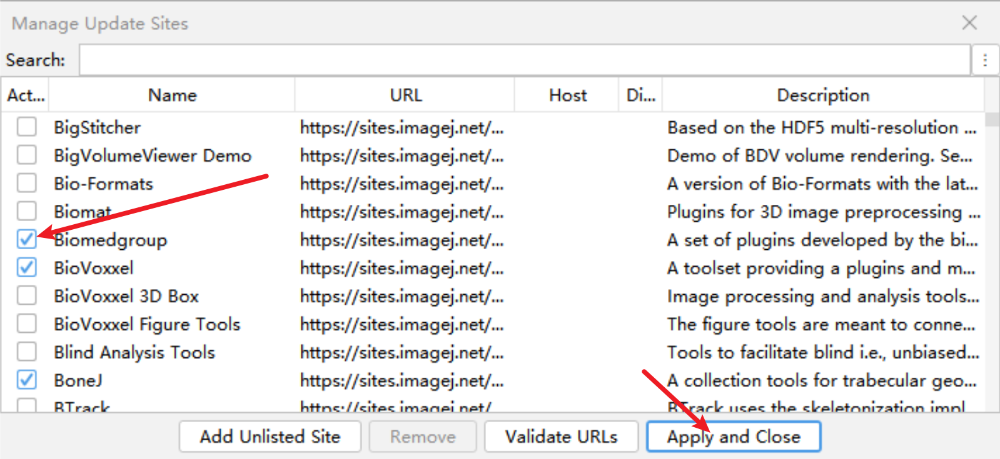 Manage Update Sites
Search:
Act... Name URL Host Di... Description
BigStitcher https://sites.imagej.net/... Based on the HDF5 multi-resolution ...
BigVolumeViewer Demo https://sites.imagej.net/... Demo of BDV volume rendering. Se...
Bio-Formats https://sites.imagej.net/... A version of Bio-Formats with the lat...
Biomat https://sites.imagej.net/... Plugins for 3D image preprocessing ...
Biomedgroup https://sites.imagej.net/... A set of plugins developed by the bi...
BioVoxxel https://sites.imagej.net/... A toolset providing a plugins and m...
BioVoxxel 3D Box https://sites.imagej.net/... Image processing and analysis tools...
BioVoxxel Figure Tools https://sites.imagej.net/... The figure tools are meant to conne...
Blind Analysis Tools https://sites.imagej.net/... Tools to facilitate blind i.e., unbiased...
BoneJ https://sites.imagej.net/... A collection tools for trabecular geo...
BTrack https://sites.imagej.net/ BTrack uses the skeletonization impl
Add Unlisted Site Remove Validate URLs Apply and Close